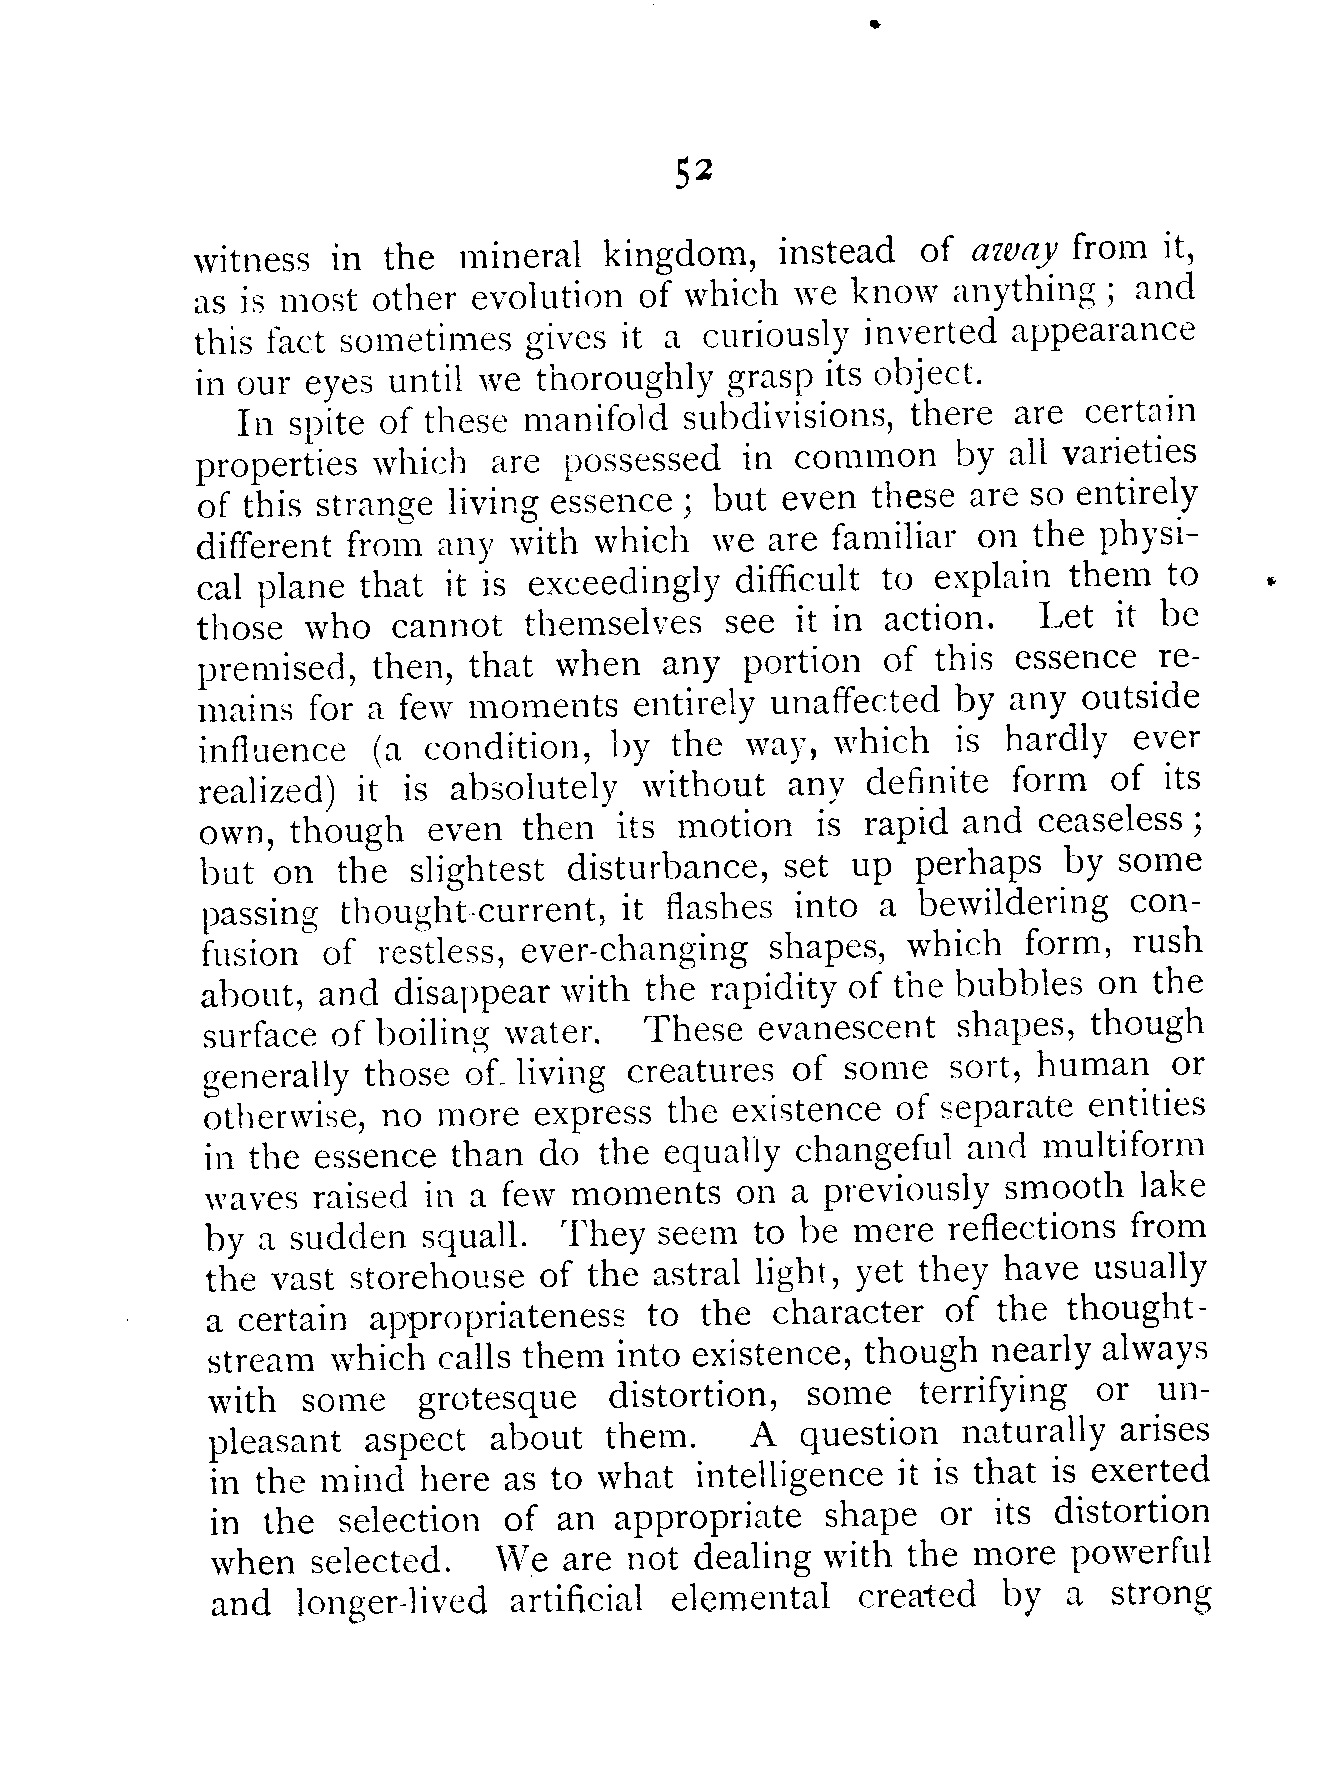 52
witness in the mineral kingdom, instead of away from it,
as is most other evolution of which we know anything ; and
this fact sometimes gives it a curiously inverted appearance
in our eyes until we thoroughly grasp its object.
In spite of these manifold subdivisions, there are certain
properties which are possessed in common by all varieties
of this strange living essence ; but even these are so entirely
different from any with which we are familiar on the physi-
cal plane that it is exceedingly difficult to explain them to
those who cannot themselves see it in action. Let it be
premised, then, that when any portion of this essence re-
mains for a few moments entirely unaffected by any outside
influence (a condition, by the way, which is hardly ever
realized) it is absolutely without any definite form of its
own, though even then its motion is rapid and ceaseless ;
but on the slightest disturbance, set up perhaps by some
passing thought-current, it flashes into a bewildering con-
fusion of restless, ever-changing shapes, which form, rush
about, and disappear with the rapidity of the bubbles on the
surface of boiling water. These evanescent shapes, though
generally those of living creatures of some sort, human or
otherwise, no more express the existence of separate entities
in the essence than do the equally changeful and multiform
waves raised in a few moments on a previously smooth lake
by a sudden squall. They seem to be mere reflections from
the vast storehouse of the astral light, yet they have usually
a certain appropriateness to the character of the thought-
stream which calls them into existence, though nearly always
with some grotesque distortion, some terrifying or un-
pleasant aspect about them. A question naturally arises
in the mind here as to what intelligence it is that is exerted
in the selection of an appropriate shape or its distortion
when selected. We are not dealing with the more powerful
and longer-lived artificial elemental created by a strong